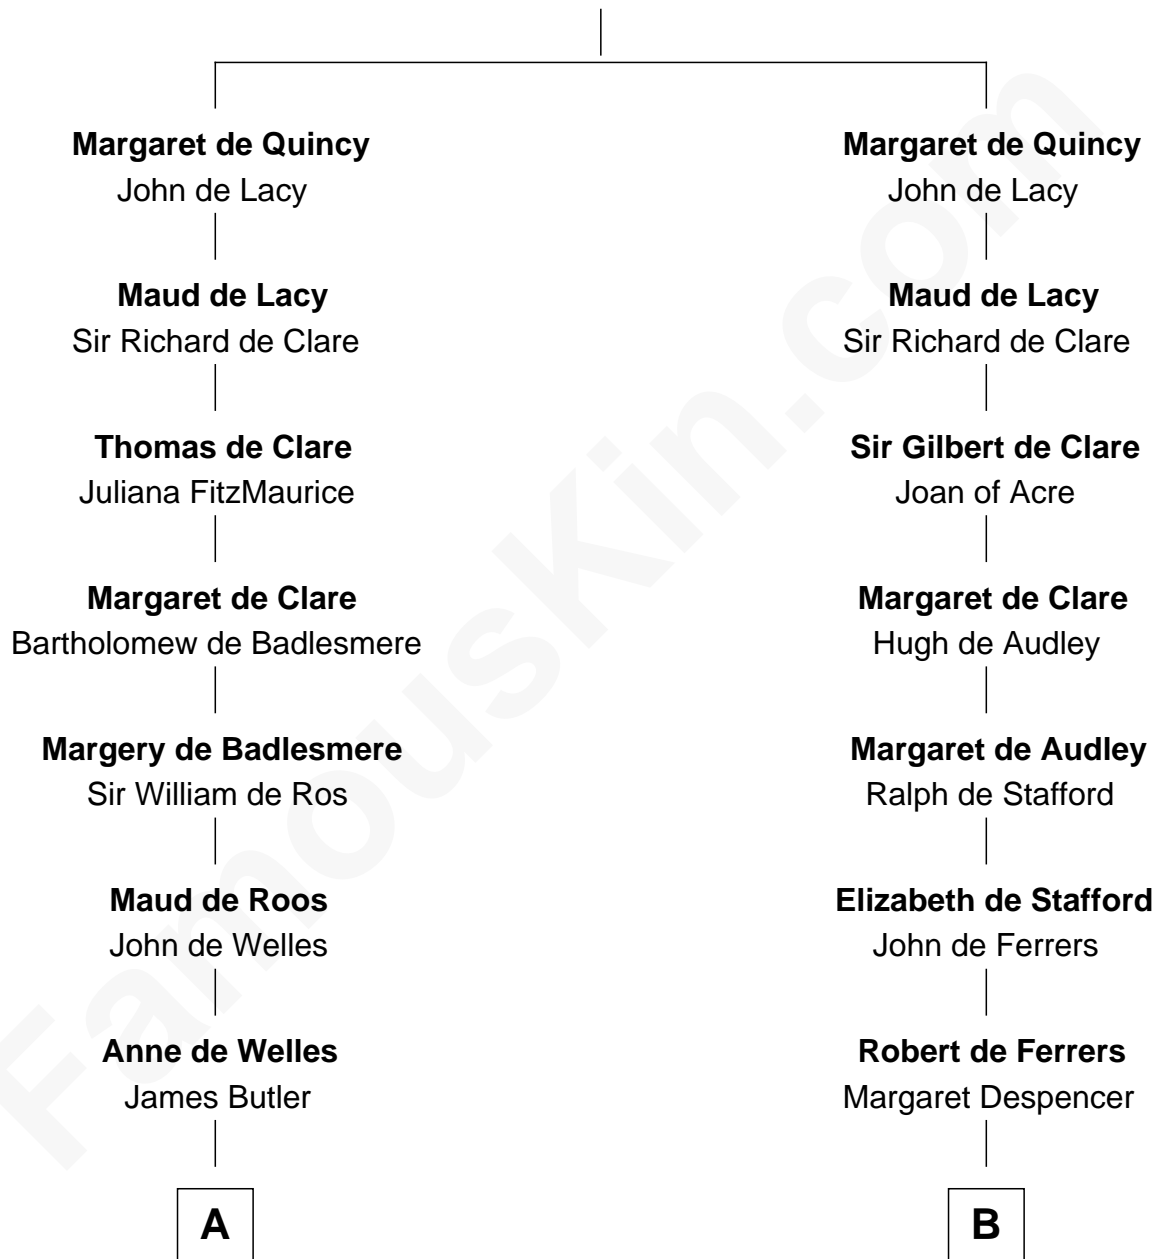 Margaret de Quincy
John de Lacy
Maud de Lacy
Sir Richard de Clare
Thomas de Clare
Juliana FitzMaurice
Margaret de Clare
Bartholomew de Badlesmere
Margery de Badlesmere
Sir William de Ros
Maud de Roos
John de Welles
Anne de Welles
James Butler
A
Margaret de Quincy
John de Lacy
Maud de Lacy
Sir Richard de Clare
Sir Gilbert de Clare
Joan of Acre
Margaret de Clare
Hugh de Audley
Margaret de Audley
Ralph de Stafford
Elizabeth de Stafford
John de Ferrers
Robert de Ferrers
Margaret Despencer
B
FamousKin.com